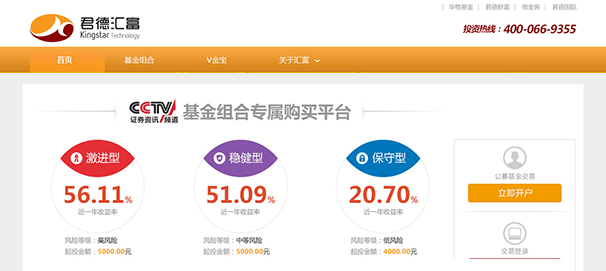 华物基金 | 君德财富 | 微金阁 | 君德国际
君德汇富
Kingstar Technology
投资热线：400-066-9355
首页 基金组合 V金宝 关于汇富
CCTV 证券资讯频道 基金组合专属购买平台
激进型 稳健型 保守型
56.11% 51.09% 20.70%
近一年收益率 近一年收益率 近一年收益率
风险等级：高风险 风险等级：中等风险 风险等级：低风险
起投金额：5000.00元 起投金额：5000.00元 起投金额：4000.00元
公募基金交易
立即开户
交易登录